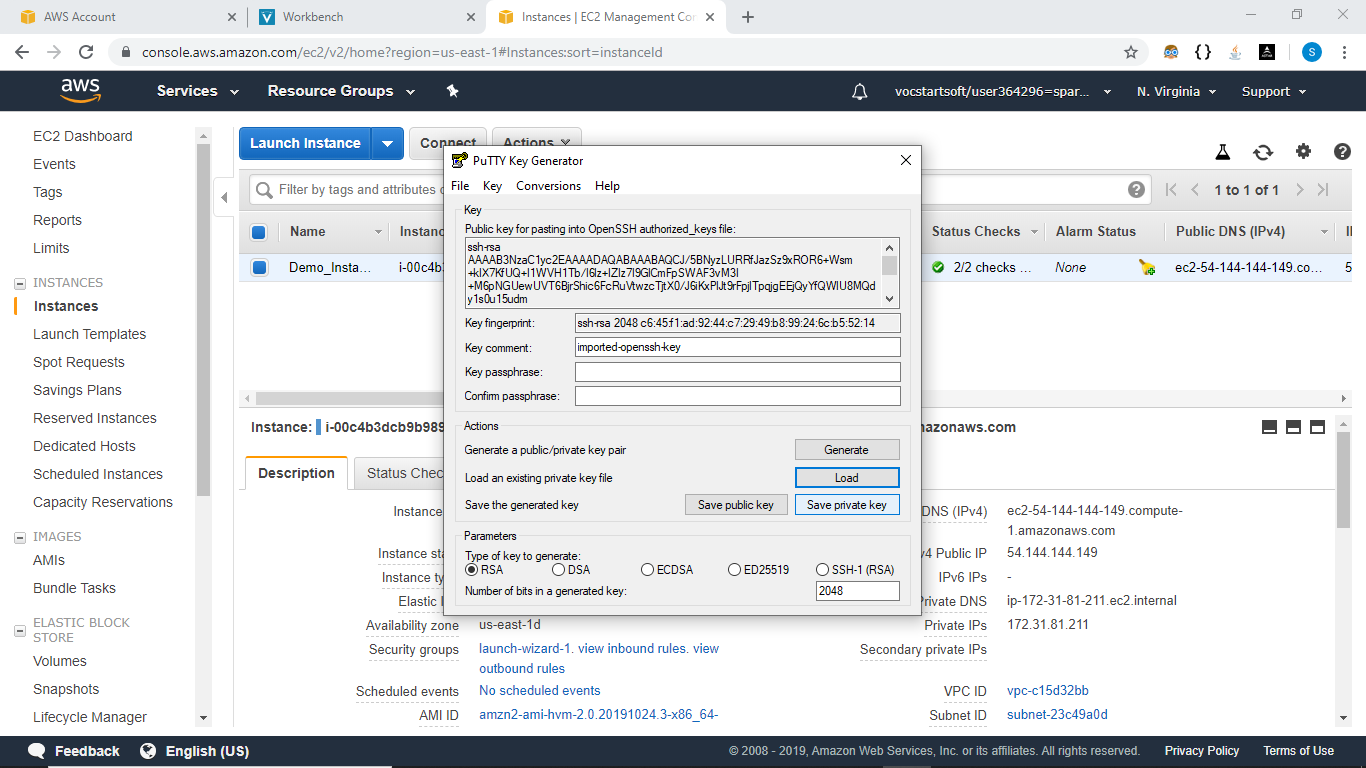 AWS Account
Workbench
Instances | EC2 Management Con
console.aws.amazon.com/ec2/v2/home?region=us-east-1#Instances:sort=instanceId
S
aws
Services
Resource Groups
vocstartsoft/user364296=spar...
N. Virginia
Support
EC2 Dashboard
Events
Tags
Reports
Limits
INSTANCES
Instances
Launch Templates
Spot Requests
Savings Plans
Reserved Instances
Dedicated Hosts
Scheduled Instances
Capacity Reservations
IMAGES
AMIs
Bundle Tasks
ELASTIC BLOCK
STORE
Volumes
Snapshots
Lifecycle Manager
Launch Instance
Connect
Actions
Filter by tags and attributes
1 to 1 of 1
Name
Status Checks
Alarm Status
Public DNS (IPv4)
Demo_Insta...
i-00c4b
2/2 checks ...
None
ec2-54-144-144-149.co...
PuTTY Key Generator
File Key Conversions Help
Key
Public key for pasting into OpenSSH authorized_keys file:
ssh-rsa
Key fingerprint:
ssh-rsa 2048 c6:45:f1:ad:92:44:c7:29:49:b8:99:24:6c:b5:52:14
Key comment:
imported-openssh-key
Key passphrase:
Confirm passphrase:
Actions
Generate a public/private key pair
Generate
Load an existing private key file
Load
Save the generated key
Save public key
Save private key
Parameters
Type of key to generate:
RSA DSA ECDSA ED25519 SSH-1 (RSA)
Number of bits in a generated key:
2048
Instance: i-00c4b3dcb9b989
Description
Status Chec
Instance
Instance sta
Instance ty
Elastic
Availability zone
us-east-1d
Security groups
launch-wizard-1. view inbound rules. view
outbound rules
Scheduled events
No scheduled events
AMI ID
amzn2-ami-hvm-2.0.20191024.3-x86_64-
DNS (IPv4)
ec2-54-144-144-149.compute-
1.amazonaws.com
v4 Public IP
54.144.144.149
IPv6 IPs
-
Private DNS
ip-172-31-81-211.ec2.internal
Private IPs
172.31.81.211
Secondary private IPs
VPC ID
vpc-c15d32bb
Subnet ID
subnet-23c49a0d
Feedback
English (US)
© 2008 - 2019, Amazon Web Services, Inc. or its affiliates. All rights reserved.
Privacy Policy
Terms of Use